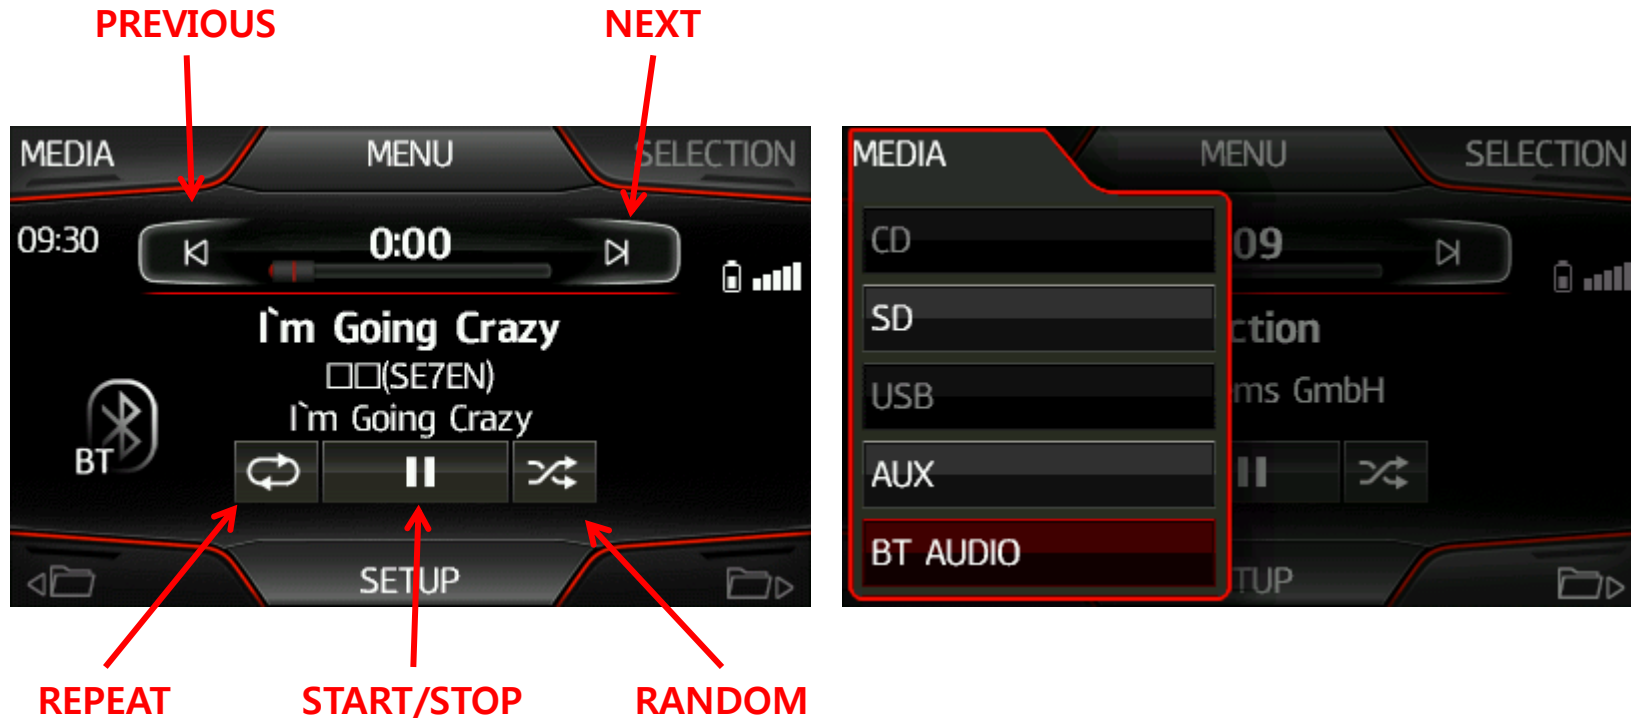 PREVIOUS
NEXT
MEDIA
MENU
SELECTION
09:30
0:00
I`m Going Crazy
□□(SE7EN)
I`m Going Crazy
BT
SETUP
REPEAT
START/STOP
RANDOM
MEDIA
MENU
SELECTION
CD
09
SD
ction
USB
ms GmbH
AUX
BT AUDIO
TUP